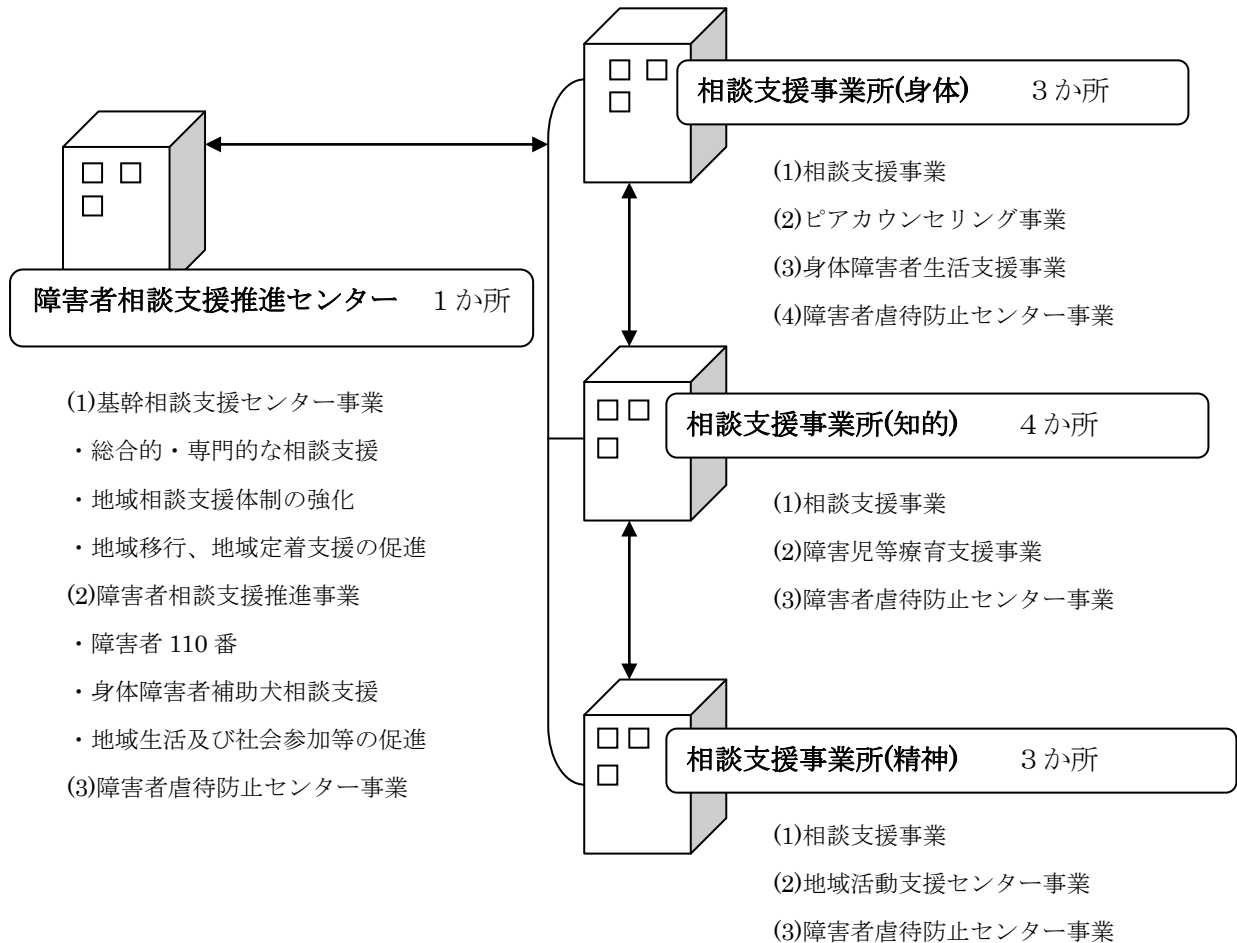 障害者相談支援推進センター　１か所
(1)基幹相談支援センター事業
・総合的・専門的な相談支援
・地域相談支援体制の強化
・地域移行、地域定着支援の促進
(2)障害者相談支援推進事業
・障害者 110 番
・身体障害者補助犬相談支援
・地域生活及び社会参加等の促進
(3)障害者虐待防止センター事業
相談支援事業所(身体)　３か所
(1)相談支援事業
(2)ピアカウンセリング事業
(3)身体障害者生活支援事業
(4)障害者虐待防止センター事業
相談支援事業所(知的)　４か所
(1)相談支援事業
(2)障害児等療育支援事業
(3)障害者虐待防止センター事業
相談支援事業所(精神)　３か所
(1)相談支援事業
(2)地域活動支援センター事業
(3)障害者虐待防止センター事業